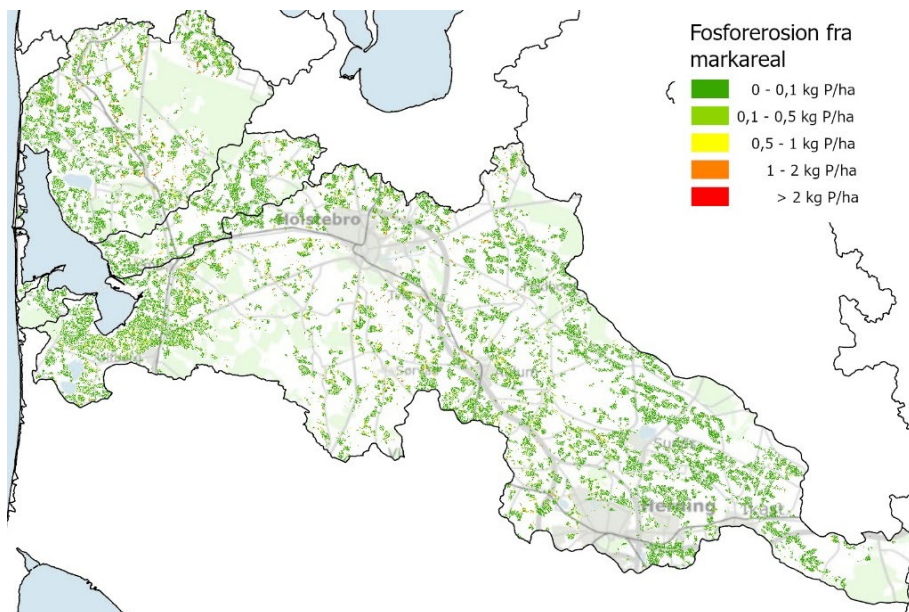 Fosforerosion fra
markareal
0 - 0,1 kg P/ha
0,1 - 0,5 kg P/ha
0,5 - 1 kg P/ha
1 - 2 kg P/ha
> 2 kg P/ha
Holstebro
Herning